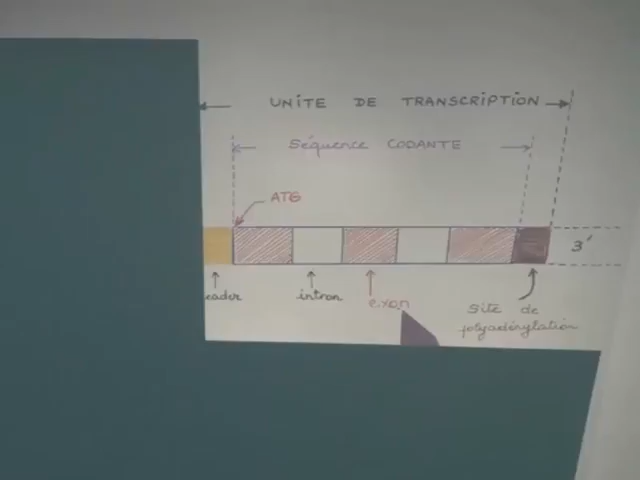 UNITE DE TRANSCRIPTION
Séquence CODANTE
ATG
3'
eader
intron
exon
Site de
polyadénylation